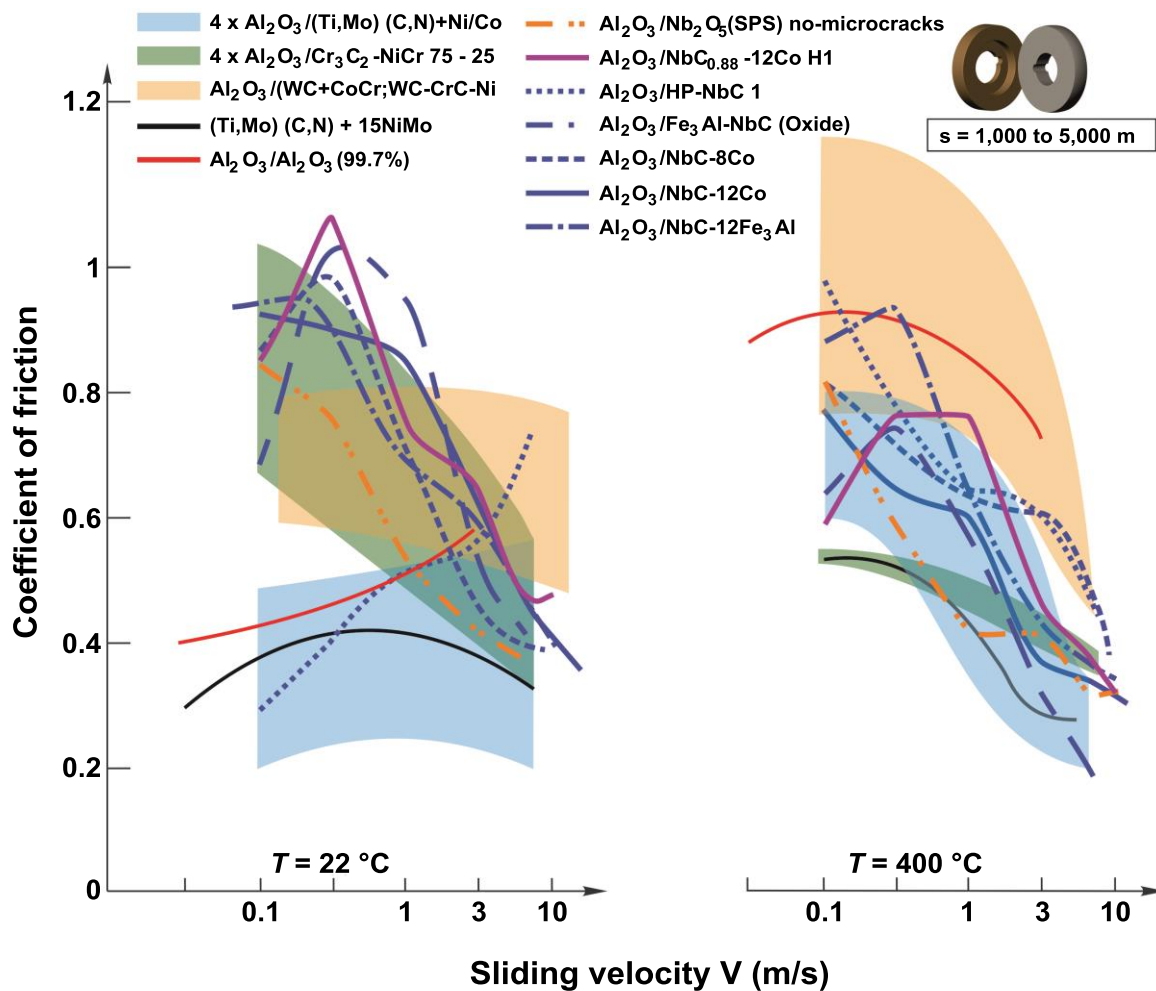 4 x Al₂O₃/(Ti,Mo) (C,N)+Ni/Co
4 x Al₂O₃/Cr₃C₂-NiCr 75 - 25
Al₂O₃/(WC+CoCr;WC-CrC-Ni
(Ti,Mo) (C,N) + 15NiMo
Al₂O₃/Al₂O₃ (99.7%)
Al₂O₃/Nb₂O₅(SPS) no-microcracks
Al₂O₃/NbC₀.₈₈-12Co H1
Al₂O₃/HP-NbC 1
Al₂O₃/Fe₃Al-NbC (Oxide)
Al₂O₃/NbC-8Co
Al₂O₃/NbC-12Co
Al₂O₃/NbC-12Fe₃Al
s = 1,000 to 5,000 m
Coefficient of friction
1.2
1
0.8
0.6
0.4
0.2
0
T = 22 °C
T = 400 °C
0.1 1 3 10
0.1 1 3 10
Sliding velocity V (m/s)